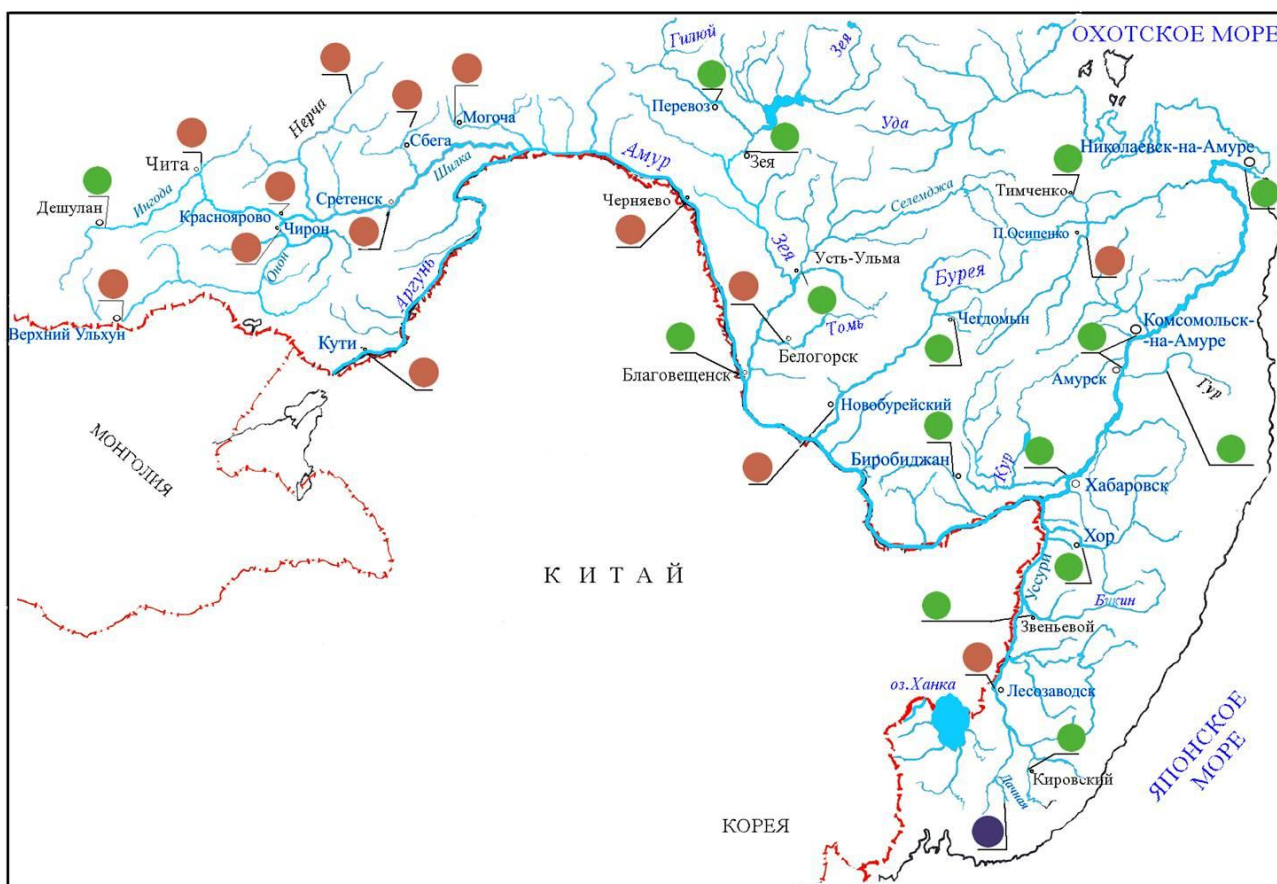 ОХОТСКОЕ МОРЕ
Гилюй
Зея
Перевоз
Нерча
Могоча
Сбега
Уда
Зея
Николаевск-на-Амуре
Чита
Шилка
Амур
Тимченко
Ингода
Дешулан
Сретенск
Черняево
Селемджа
Красноярово
Чирон
П.Осипенко
Онон
Зея
Усть-Ульма
Аргунь
Бурея
Верхний Ульхун
Кути
Томь
Чегдомын
Комсомольск-
на-Амуре
Белогорск
Благовещенск
Амурск
Гур
Новобурейский
МОНГОЛИЯ
Биробиджан
Кур
Хабаровск
Хор
КИТАЙ
Уссури
Бикин
Звеньевой
оз.Ханка
Лесозаводск
ЯПОНСКОЕ
МОРЕ
Кировский
Дачная
КОРЕЯ